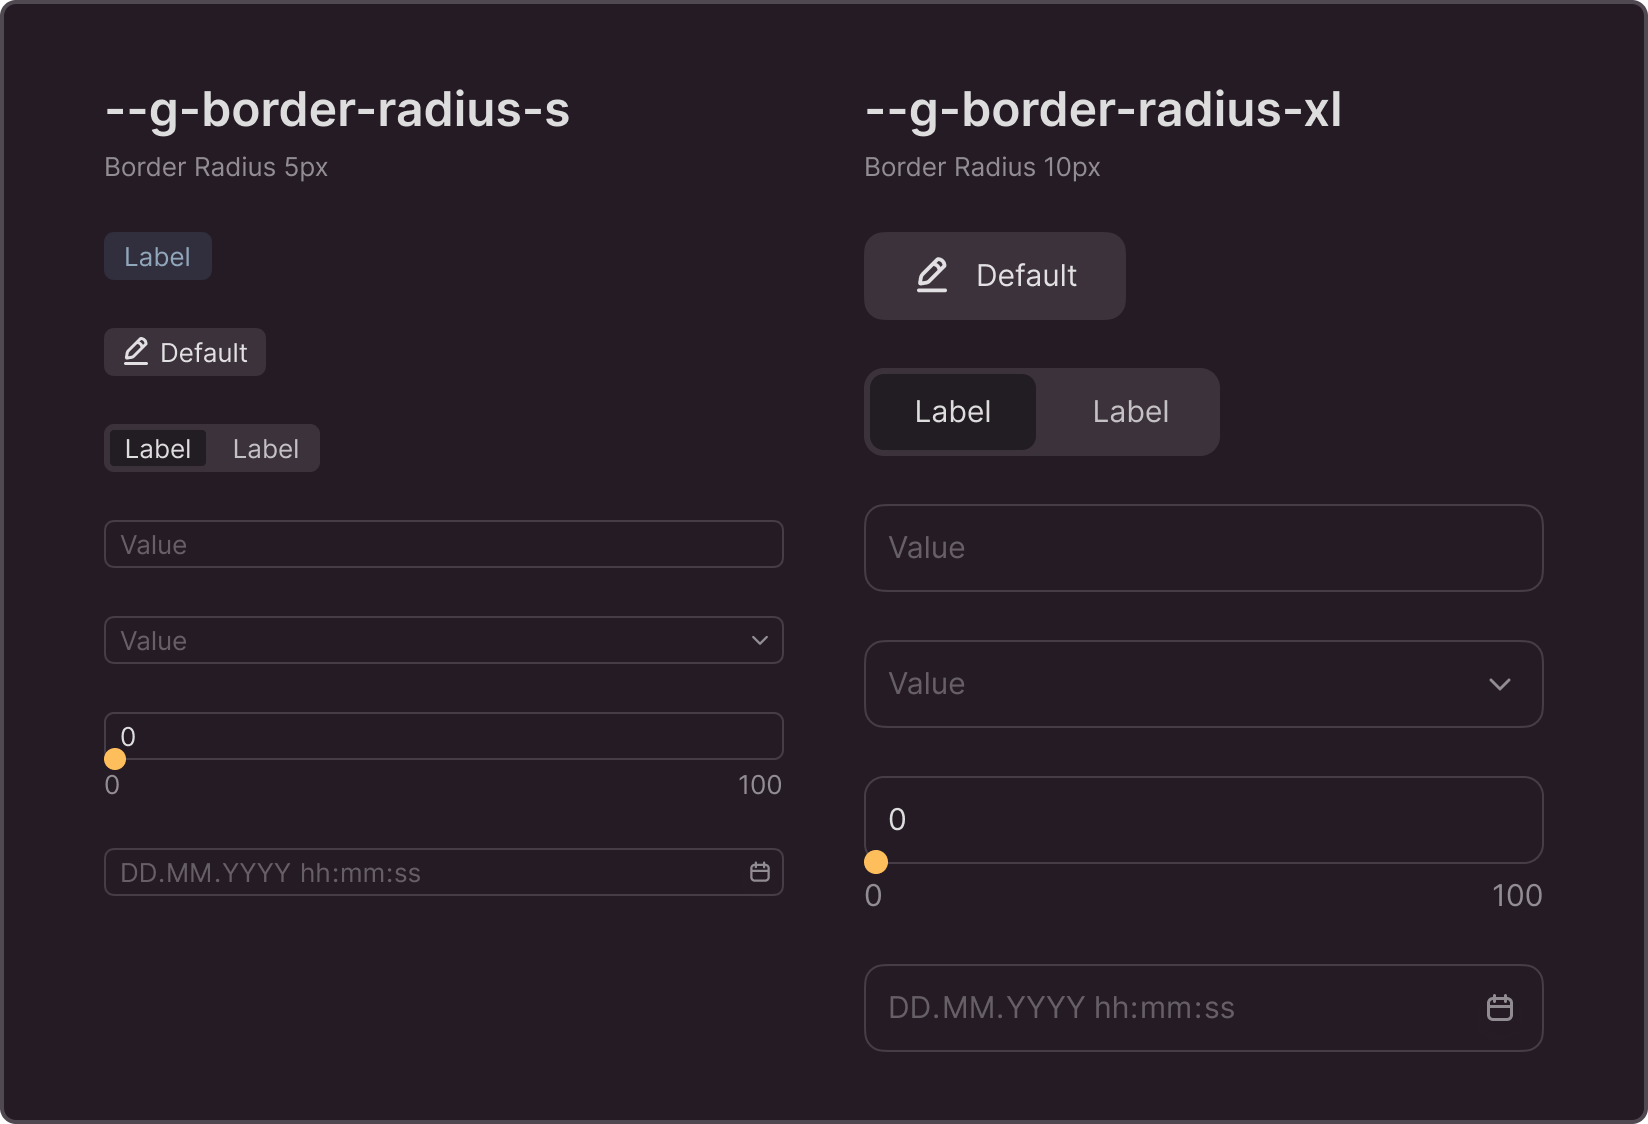 --g-border-radius-s
Border Radius 5px
Label
Default
Label Label
Value
Value
0
0 100
DD.MM.YYYY hh:mm:ss
--g-border-radius-xl
Border Radius 10px
Default
Label Label
Value
Value
0
0 100
DD.MM.YYYY hh:mm:ss